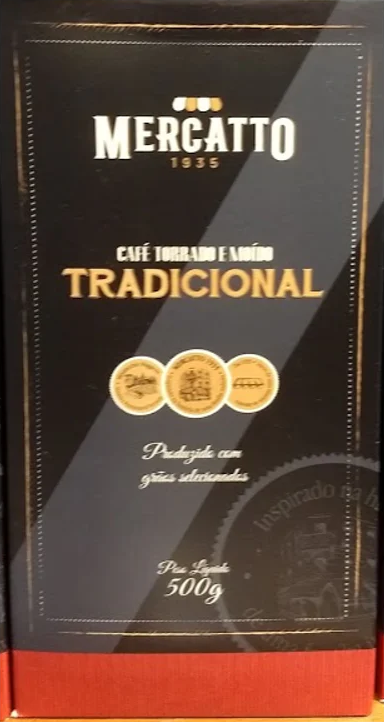 MERCATTO
1935
CAFÉ TORRADO E MOÍDO
TRADICIONAL
Produzido com
grãos selecionados
Inspirado na
Peso Líquido
500g